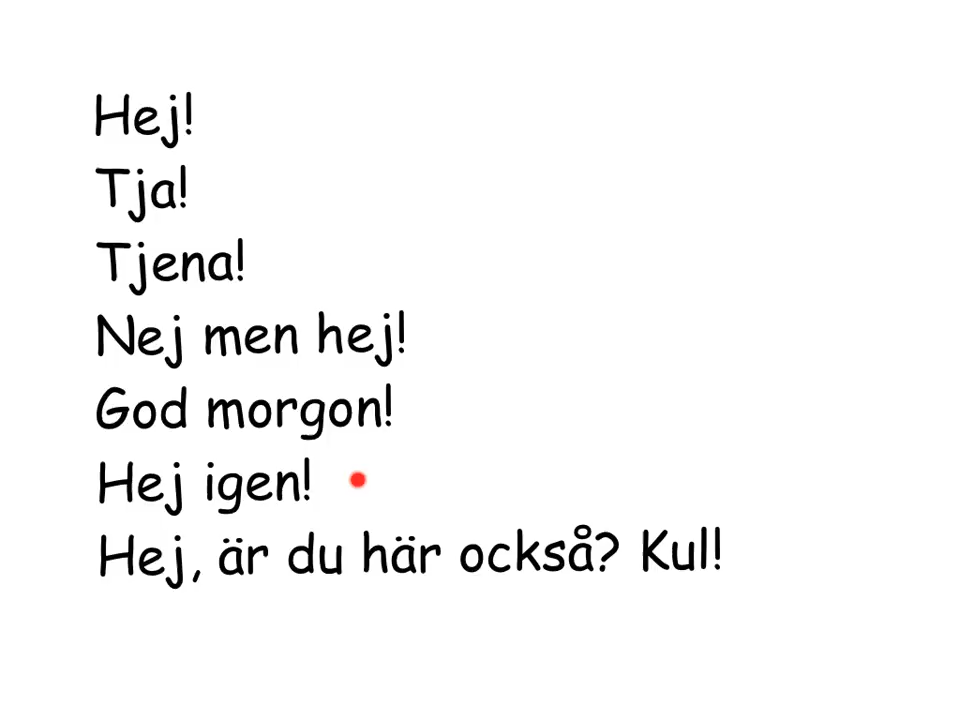 Hej!
Tja!
Tjena!
Nej men hej!
God morgon!
Hej igen!
Hej, är du här också? Kul!